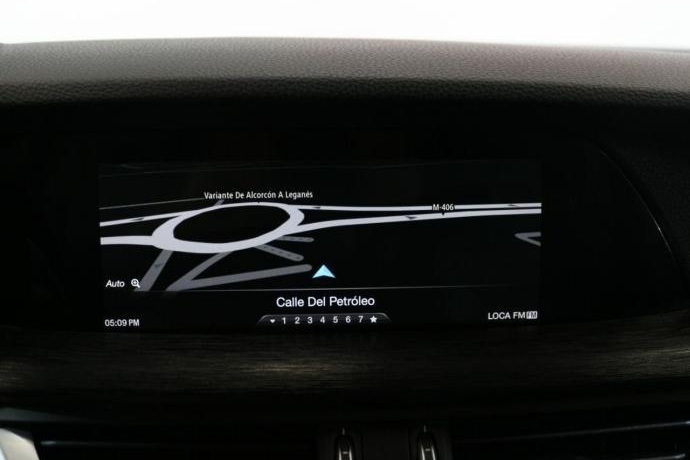 Variante De Alcorcón A Leganés
M-406
Auto
Calle Del Petróleo
05:09 PM
1 2 3 4 5 6 7
LOCA FM FM